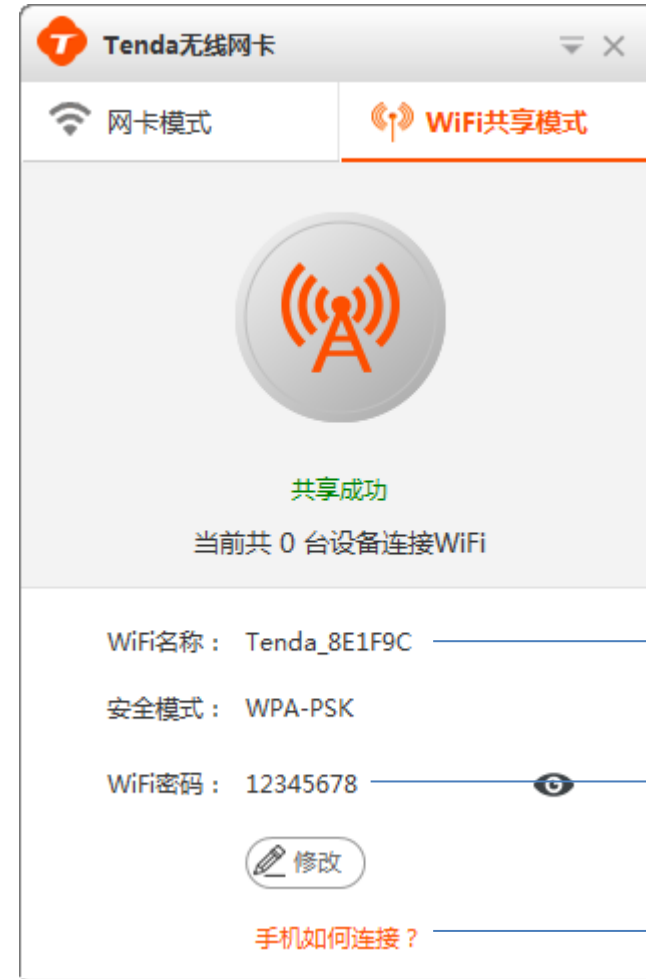 Tenda无线网卡
网卡模式
WiFi共享模式
共享成功
当前共 0 台设备连接WiFi
WiFi名称： Tenda_8E1F9C
安全模式： WPA-PSK
WiFi密码： 12345678
修改
手机如何连接？